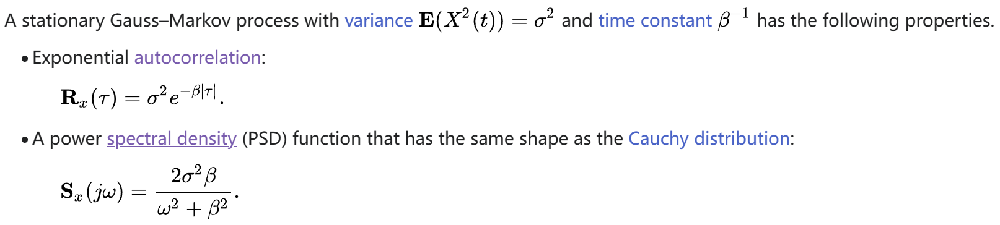 A stationary Gauss–Markov process with variance $\mathbf{E}(X^2(t)) = \sigma^2$ and time constant $\beta^{-1}$ has the following properties.
• Exponential autocorrelation:
$\mathbf{R}_x(\tau) = \sigma^2 e^{-\beta|\tau|}.$
• A power spectral density (PSD) function that has the same shape as the Cauchy distribution:
$\mathbf{S}_x(j\omega) = \frac{2\sigma^2\beta}{\omega^2 + \beta^2}.$